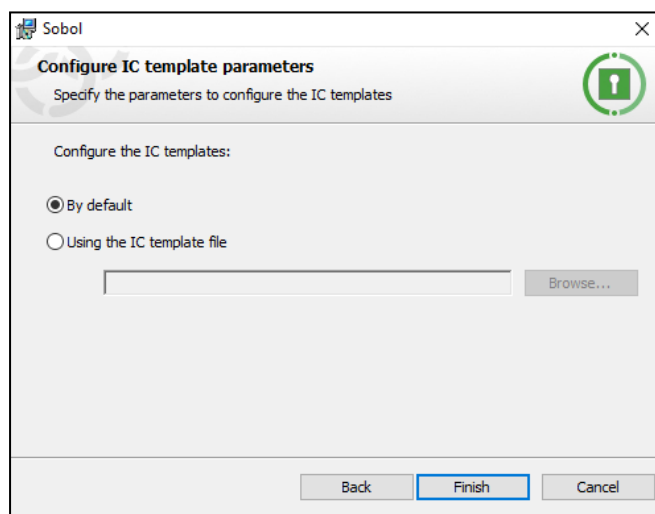 Sobol
Configure IC template parameters
Specify the parameters to configure the IC templates
Configure the IC templates:
By default
Using the IC template file
Browse...
Back Finish Cancel